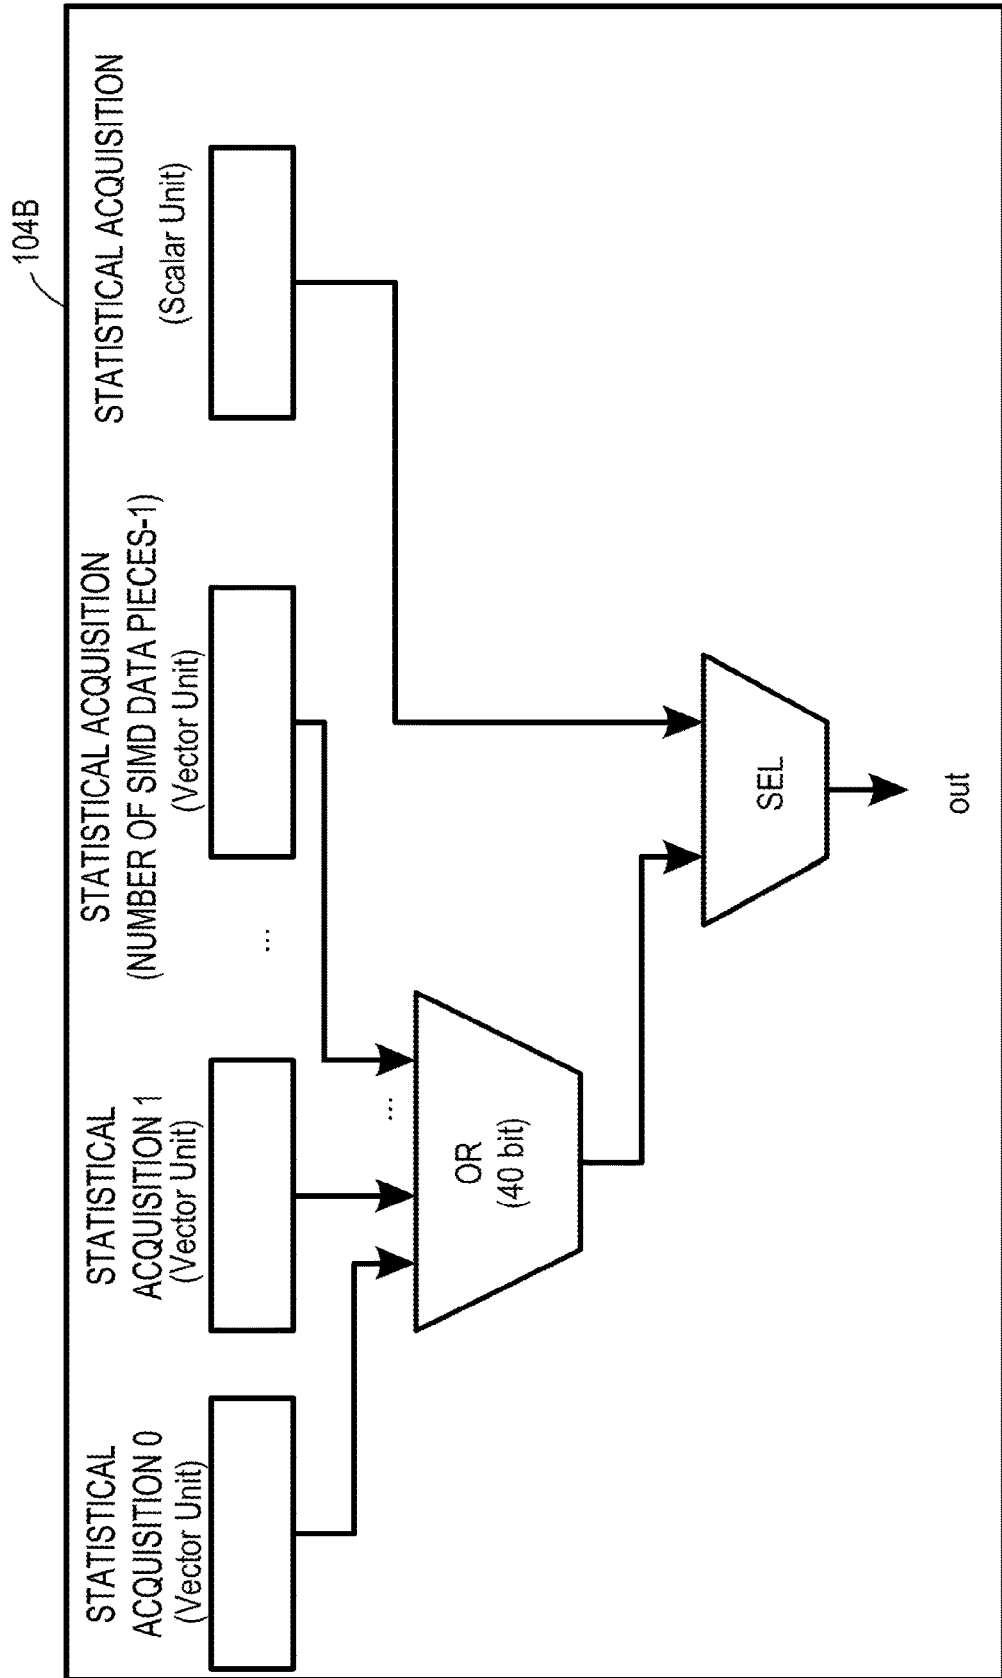 104B
STATISTICAL
ACQUISITION 0
(Vector Unit)
STATISTICAL
ACQUISITION 1
(Vector Unit)
...
STATISTICAL ACQUISITION
(NUMBER OF SIMD DATA PIECES-1)
(Vector Unit)
STATISTICAL ACQUISITION
(Scalar Unit)
...
OR
(40 bit)
SEL
out